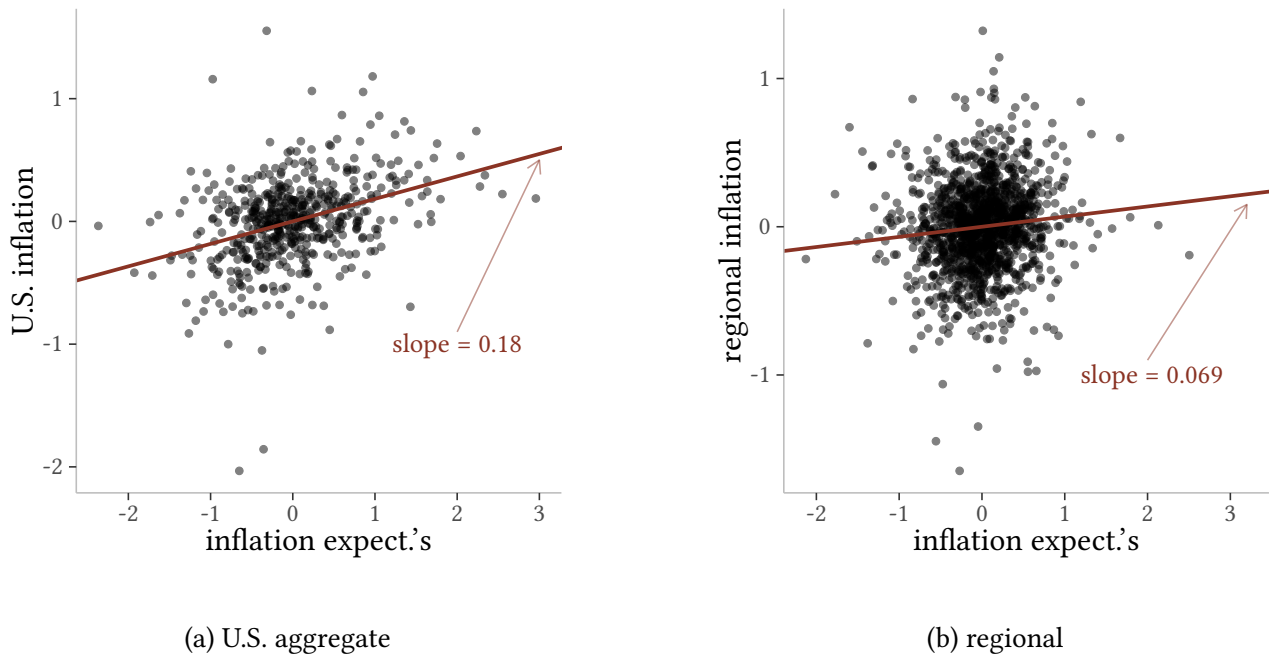 1
0
-1
-2
U.S. inflation
slope = 0.18
-2 -1 0 1 2 3
inflation expect.'s
(a) U.S. aggregate
1
0
-1
regional inflation
slope = 0.069
-2 -1 0 1 2 3
inflation expect.'s
(b) regional